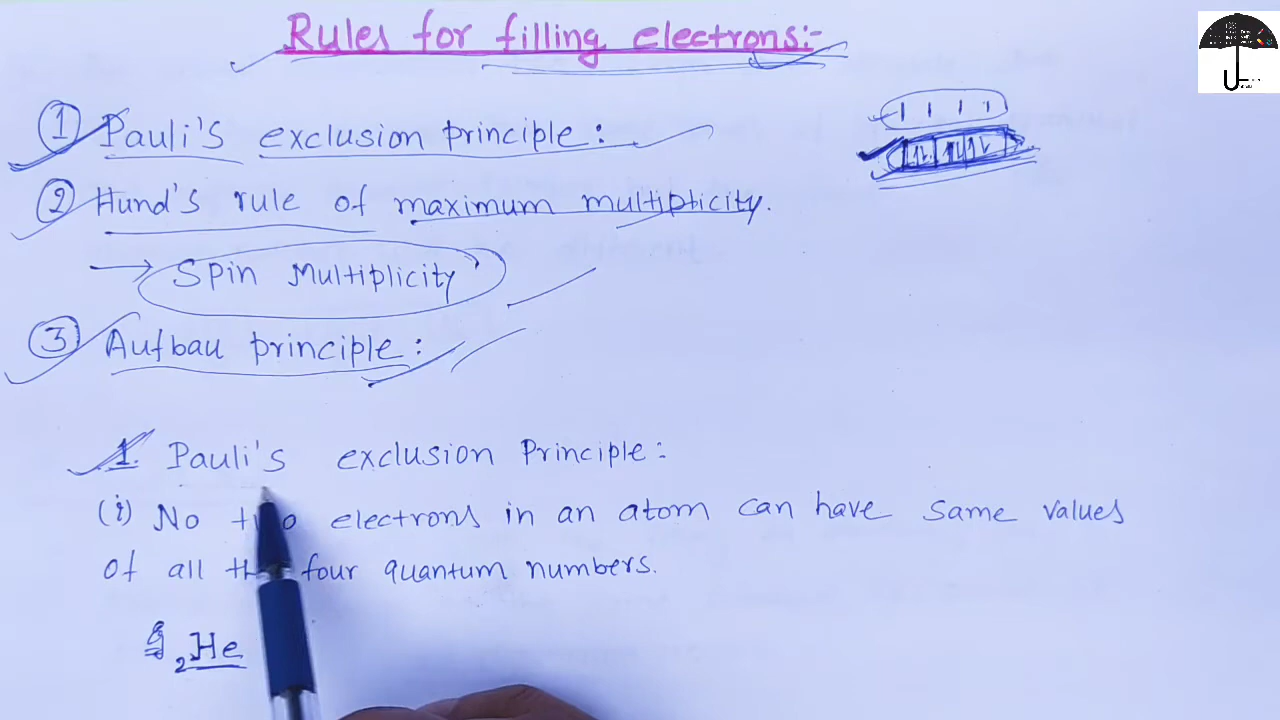 Rules for filling electrons:-
① Pauli's exclusion principle:
② Hund's rule of maximum multipticity.
→ Spin Multiplicity
③ Aufbau principle:
1. Pauli's exclusion Principle:
(i) No two electrons in an atom can have same values
of all the four quantum numbers.
₂He